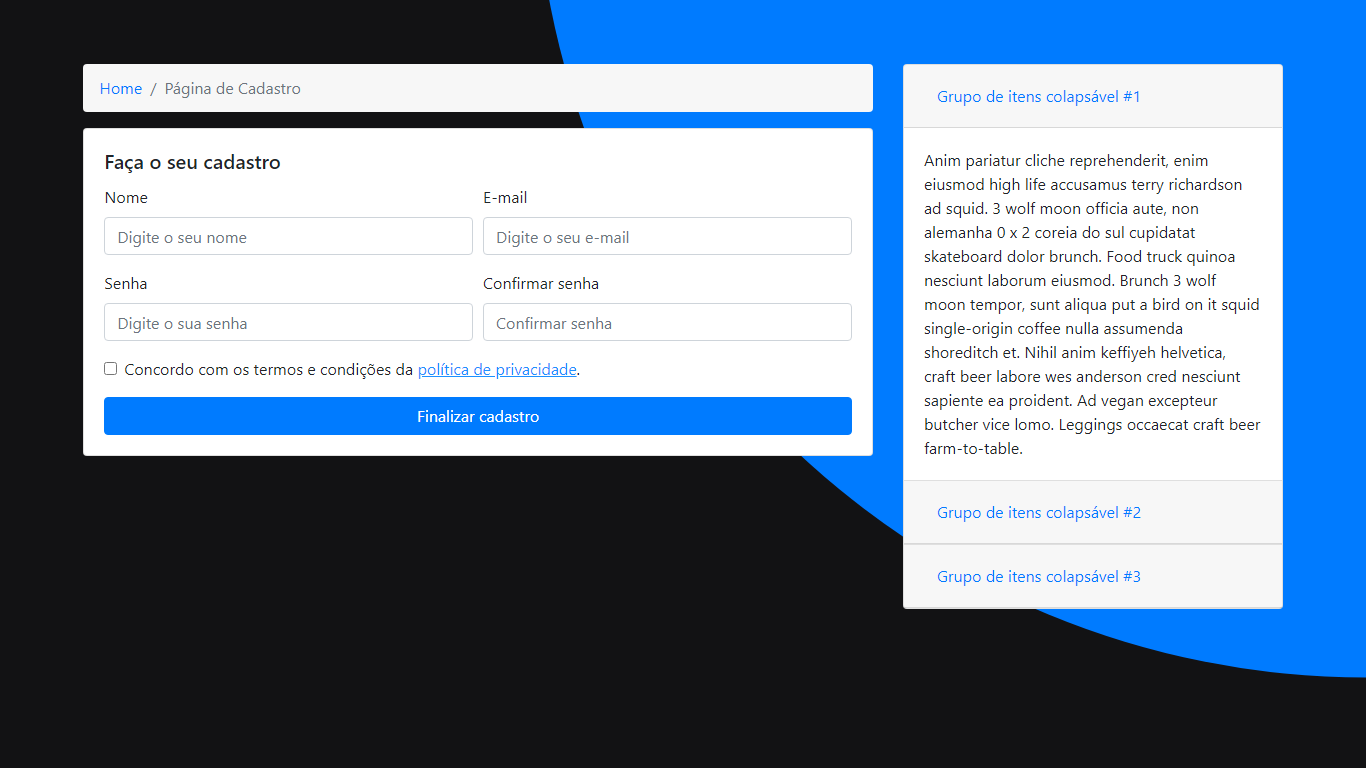 Home / Página de Cadastro
Faça o seu cadastro
Nome
E-mail
Digite o seu nome
Digite o seu e-mail
Senha
Confirmar senha
Digite o sua senha
Confirmar senha
Concordo com os termos e condições da política de privacidade.
Finalizar cadastro
Grupo de itens colapsável #1
Anim pariatur cliche reprehenderit, enim
eiusmod high life accusamus terry richardson
ad squid. 3 wolf moon officia aute, non
alemanha 0 x 2 coreia do sul cupidatat
skateboard dolor brunch. Food truck quinoa
nesciunt laborum eiusmod. Brunch 3 wolf
moon tempor, sunt aliqua put a bird on it squid
single-origin coffee nulla assumenda
shoreditch et. Nihil anim keffiyeh helvetica,
craft beer labore wes anderson cred nesciunt
sapiente ea proident. Ad vegan excepteur
butcher vice lomo. Leggings occaecat craft beer
farm-to-table.
Grupo de itens colapsável #2
Grupo de itens colapsável #3